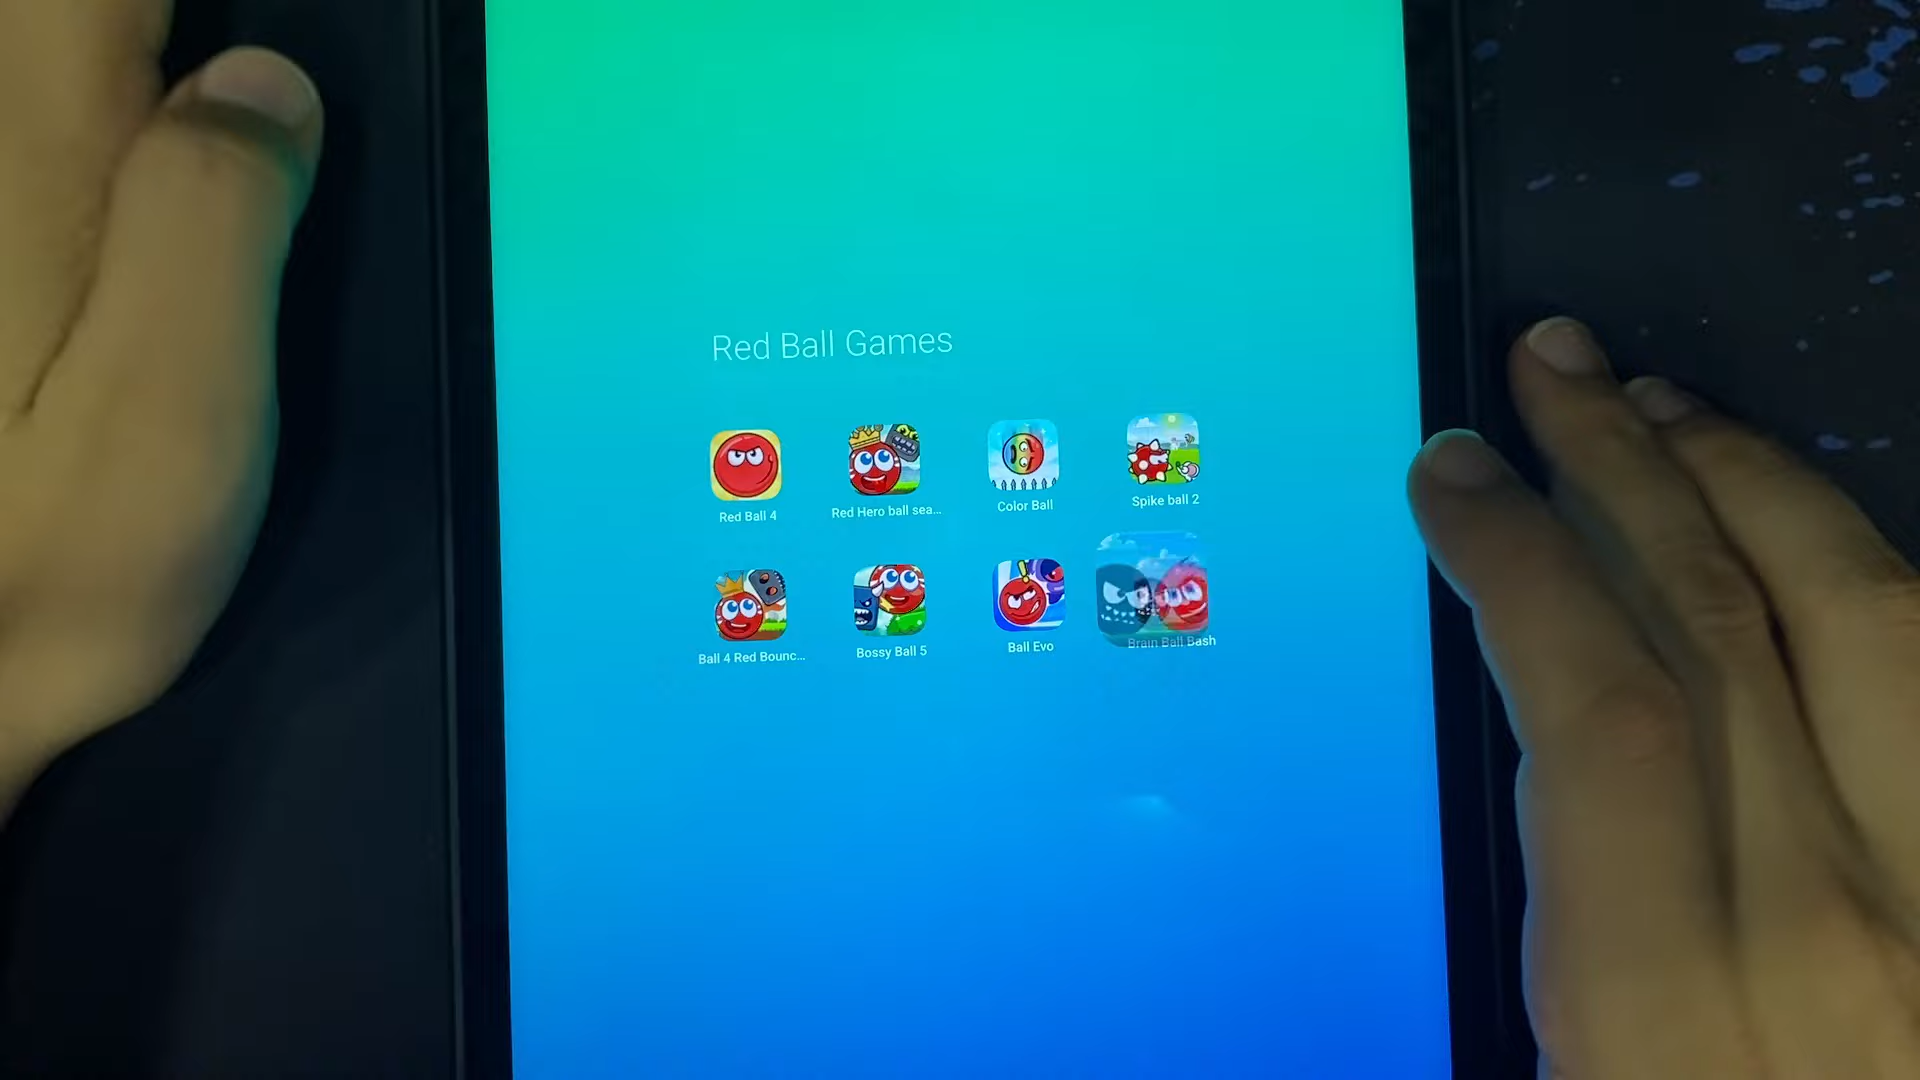 Red Ball Games
Red Ball 4
Red Hero ball sea...
Color Ball
Spike ball 2
Ball 4 Red Bounc...
Bossy Ball 5
Ball Evo
Brain Ball Bash